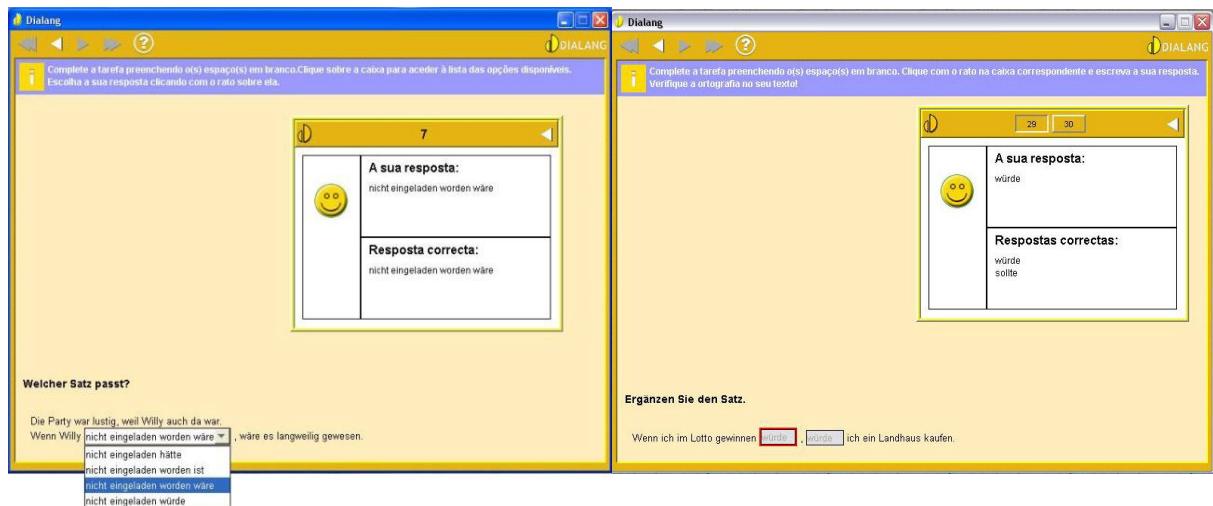 Dialang
DIALANG
Complete a tarefa preenchendo o(s) espaço(s) em branco.Clique sobre a caixa para aceder à lista das opções disponíveis.
Escolha a sua resposta clicando com o rato sobre ela.
7
A sua resposta:
nicht eingeladen worden wäre
Resposta correcta:
nicht eingeladen worden wäre
Welcher Satz passt?
Die Party war lustig, weil Willy auch da war.
Wenn Willy nicht eingeladen worden wäre , wäre es langweilig gewesen.
nicht eingeladen hätte
nicht eingeladen worden ist
nicht eingeladen worden wäre
nicht eingeladen würde
Dialang
DIALANG
Complete a tarefa preenchendo o(s) espaço(s) em branco. Clique com o rato na caixa correspondente e escreva a sua resposta.
Verifique a ortografia no seu texto!
29 30
A sua resposta:
würde
Respostas correctas:
würde
sollte
Ergänzen Sie den Satz.
Wenn ich im Lotto gewinnen würde , würde ich ein Landhaus kaufen.